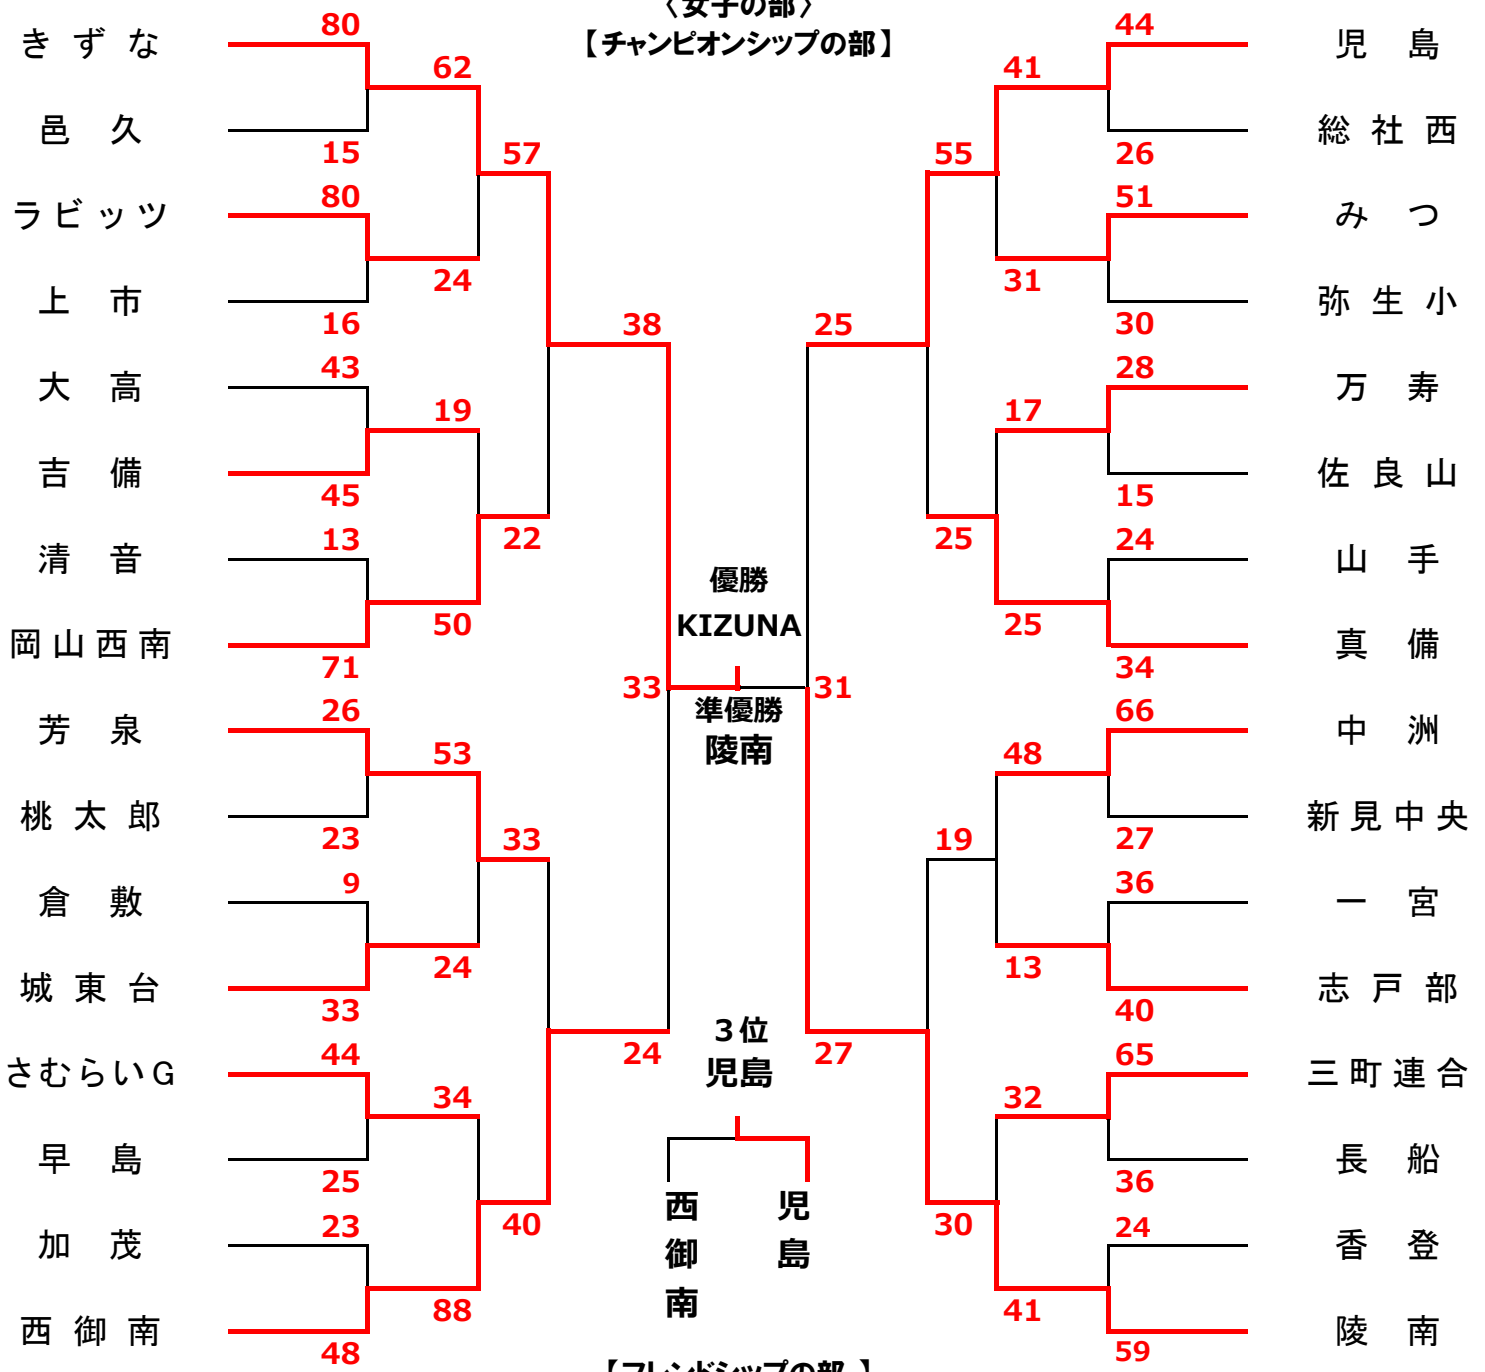 〈女子の部〉
【チャンピオンシップの部】
きずな
80
62
邑久
15
57
ラビッツ
80
24
上市
16
38
大高
43
19
吉備
45
22
清音
13
50
岡山西南
71
33
芳泉
26
53
桃太郎
23
33
倉敷
9
24
城東台
33
24
さむらいG
44
34
早島
25
40
加茂
23
88
西御南
48
優勝
KIZUNA
準優勝
陵南
3位
児島
西御南
児島
44
児島
41
26
総社西
55
51
みつ
31
30
弥生小
25
28
万寿
17
15
佐良山
25
24
山手
25
34
真備
31
66
中洲
48
27
新見中央
19
36
一宮
13
40
志戸部
27
65
三町連合
32
36
長船
30
24
香登
41
59
陵南
【フレンドシップの部】